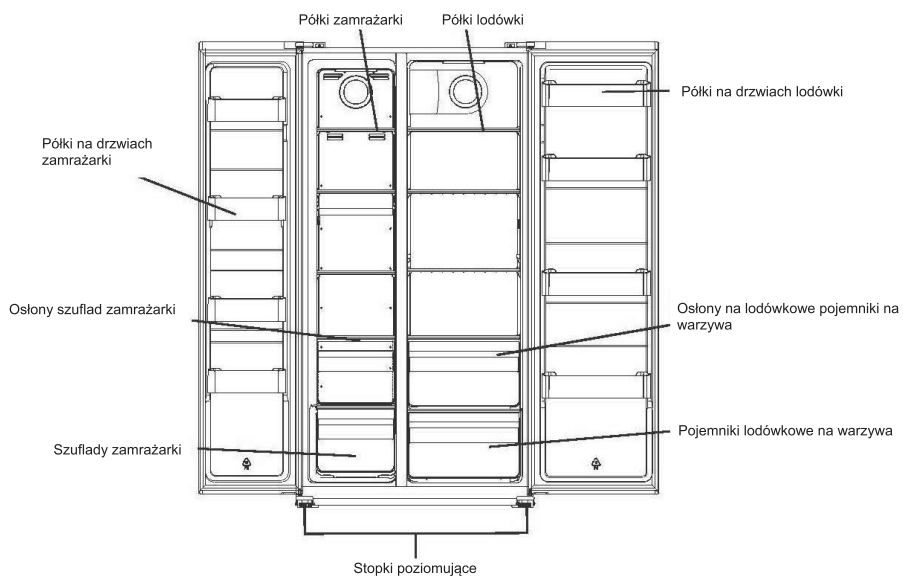 Półki zamrażarki
Półki lodówki
Półki na drzwiach lodówki
Półki na drzwiach
zamrażarki
Osłony szuflad zamrażarki
Osłony na lodówkowe pojemniki na
warzywa
Szuflady zamrażarki
Pojemniki lodówkowe na warzywa
Stopki poziomujące